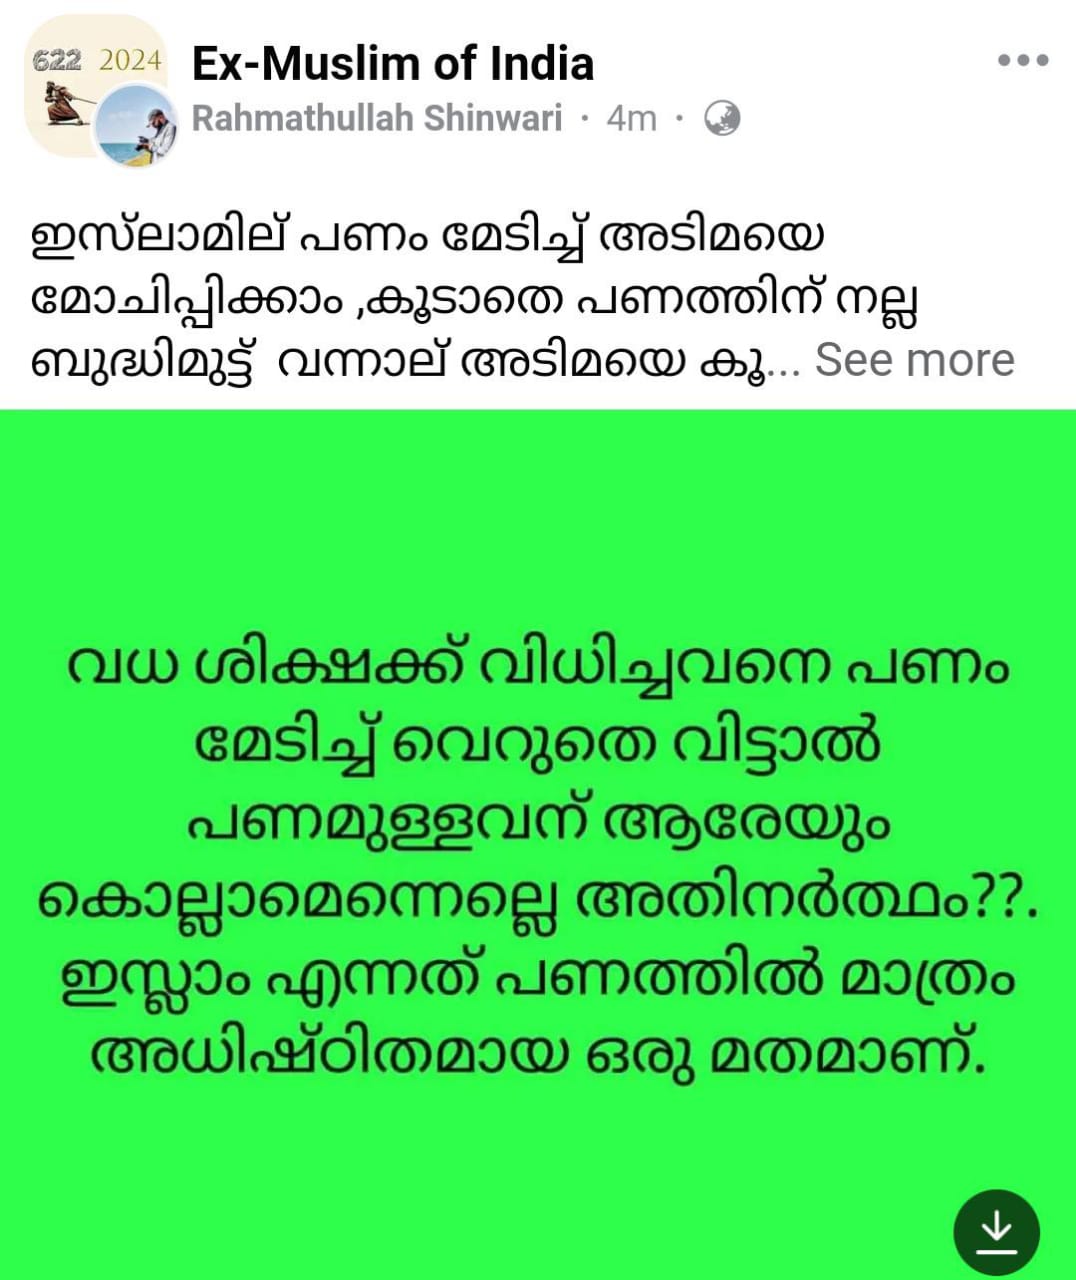 622 2024
Ex-Muslim of India
Rahmathullah Shinwari · 4m ·
ഇസ്ലാമില് പണം മേടിച്ച് അടിമയെ
മോചിപ്പിക്കാം ,കൂടാതെ പണത്തിന് നല്ല
ബുദ്ധിമുട്ട് വന്നാല് അടിമയെ കൂ... See more
വധ ശിക്ഷക്ക് വിധിച്ചവനെ പണം
മേടിച്ച് വെറുതെ വിട്ടാൽ
പണമുള്ളവന് ആരേയും
കൊല്ലാമെന്നെല്ലെ അതിനർത്ഥം??.
ഇസ്ലാം എന്നത് പണത്തിൽ മാത്രം
അധിഷ്ഠിതമായ ഒരു മതമാണ്.